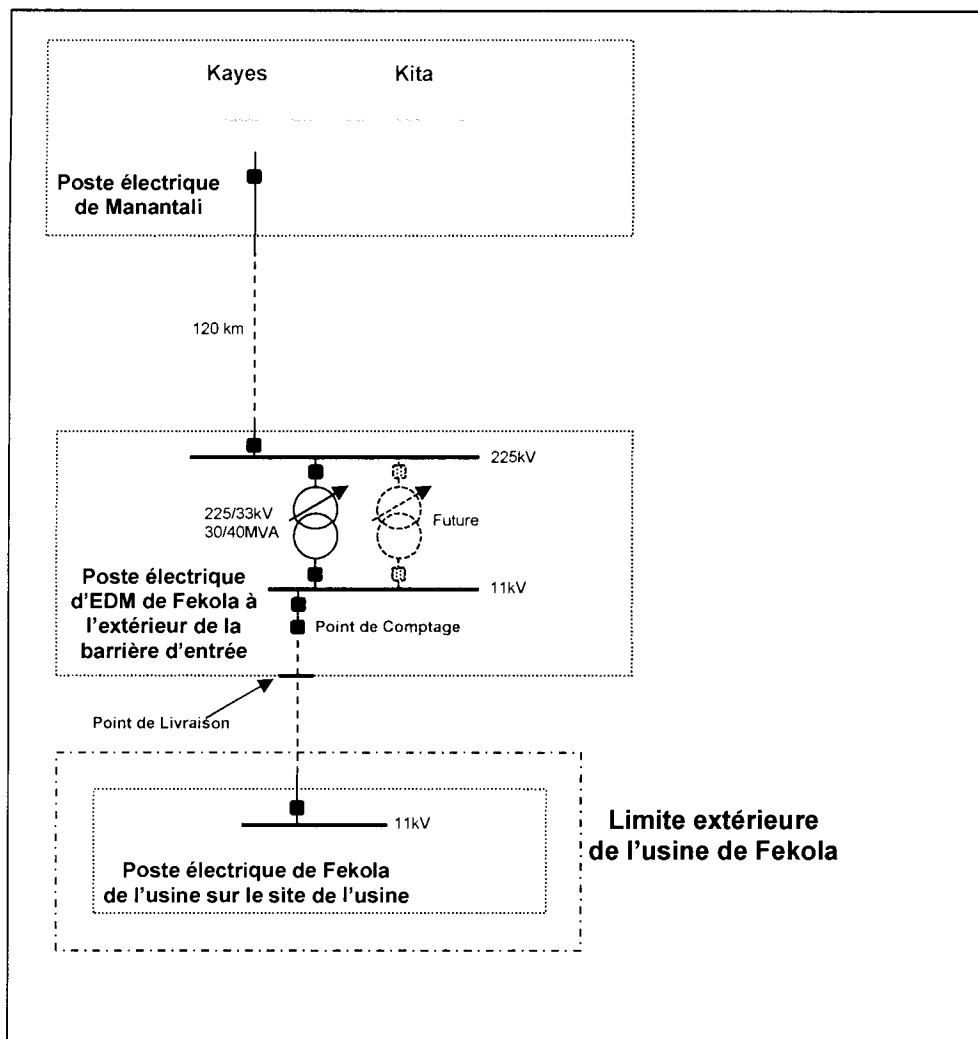 Kayes
Kita
Poste électrique
de Manantali
120 km
225kV
225/33kV
30/40MVA
Future
11kV
Poste électrique
d'EDM de Fekola à
l'extérieur de la
barrière d'entrée
Point de Comptage
Point de Livraison
11kV
Limite extérieure
de l'usine de Fekola
Poste électrique de Fekola
de l'usine sur le site de l'usine